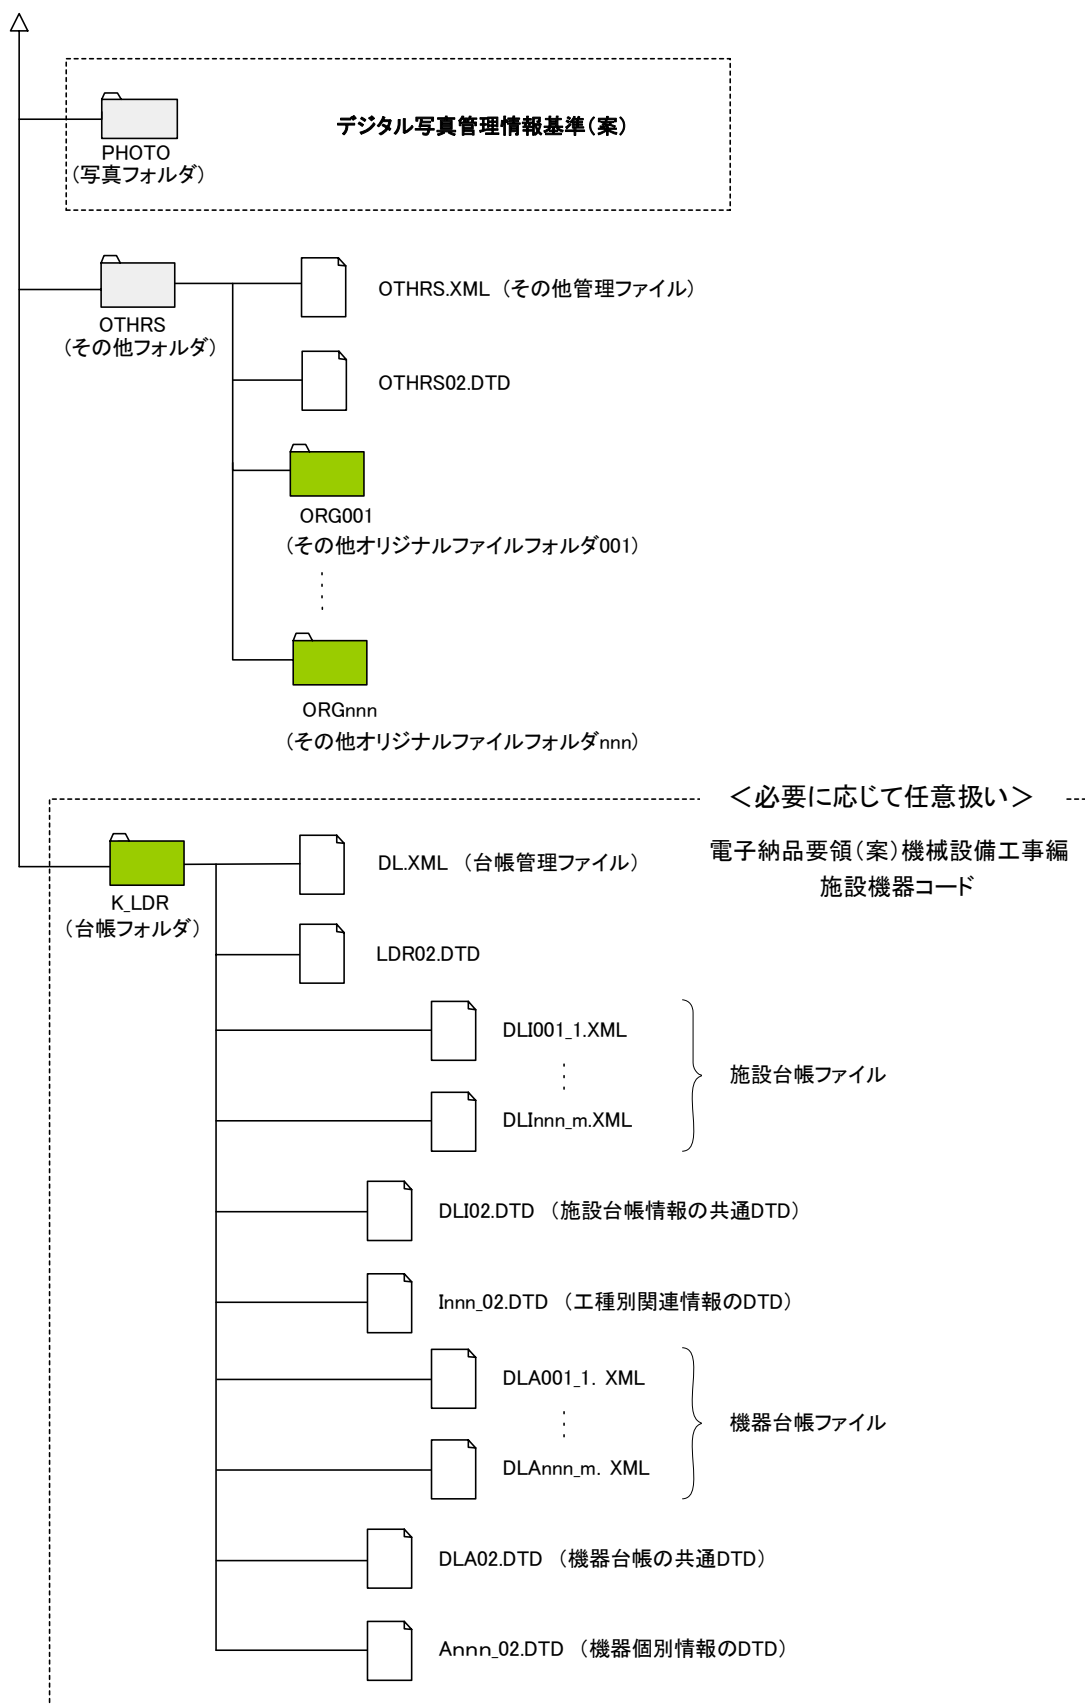 デジタル写真管理情報基準（案）
PHOTO
（写真フォルダ）
OTHRS.XML （その他管理ファイル）
OTHRS
（その他フォルダ）
OTHRS02.DTD
ORG001
（その他オリジナルファイルフォルダ001）
ORGnnn
（その他オリジナルファイルフォルダnnn）
＜必要に応じて任意扱い＞
電子納品要領（案）機械設備工事編
施設機器コード
DL.XML （台帳管理ファイル）
K_LDR
（台帳フォルダ）
LDR02.DTD
DLI001_1.XML
施設台帳ファイル
DLInnn_m.XML
DLI02.DTD （施設台帳情報の共通DTD）
Innn_02.DTD （工種別関連情報のDTD）
DLA001_1. XML
機器台帳ファイル
DLAnnn_m. XML
DLA02.DTD （機器台帳の共通DTD）
Annn_02.DTD （機器個別情報のDTD）